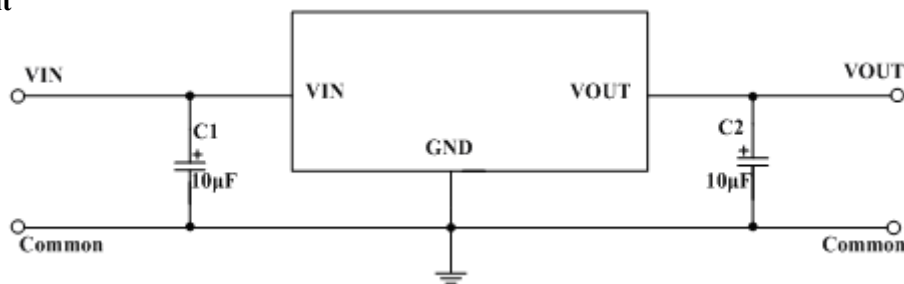 VIN
VOUT
VIN
VOUT
C1
+
10μF
GND
C2
+
10μF
Common
Common